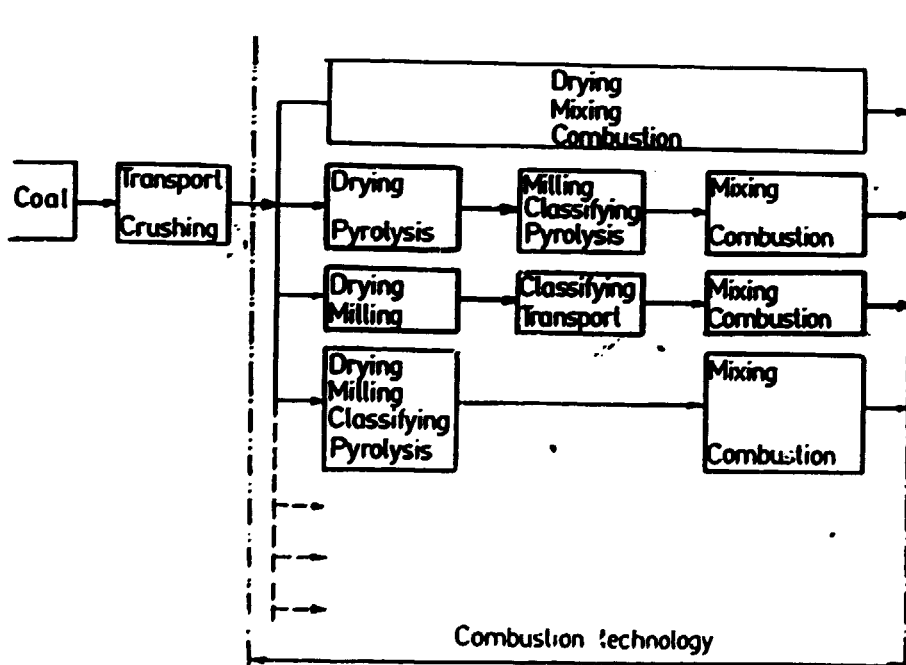 Coal
Transport
Crushing
Drying
Mixing
Combustion
Drying
Pyrolysis
Milling
Classifying
Pyrolysis
Mixing
Combustion
Drying
Milling
Classifying
Transport
Mixing
Combustion
Drying
Milling
Classifying
Pyrolysis
Mixing
Combustion
Combustion technology